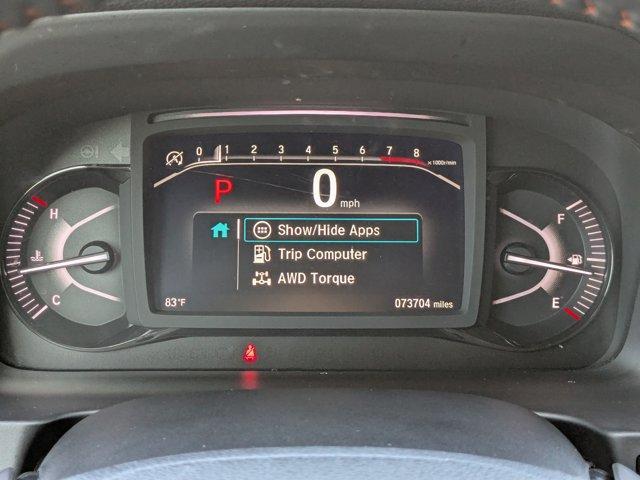 0 1 2 3 4 5 6 7 8 ×1000r/min
P 0 mph
H
C
F
E
Show/Hide Apps
Trip Computer
AWD Torque
83°F 073704 miles